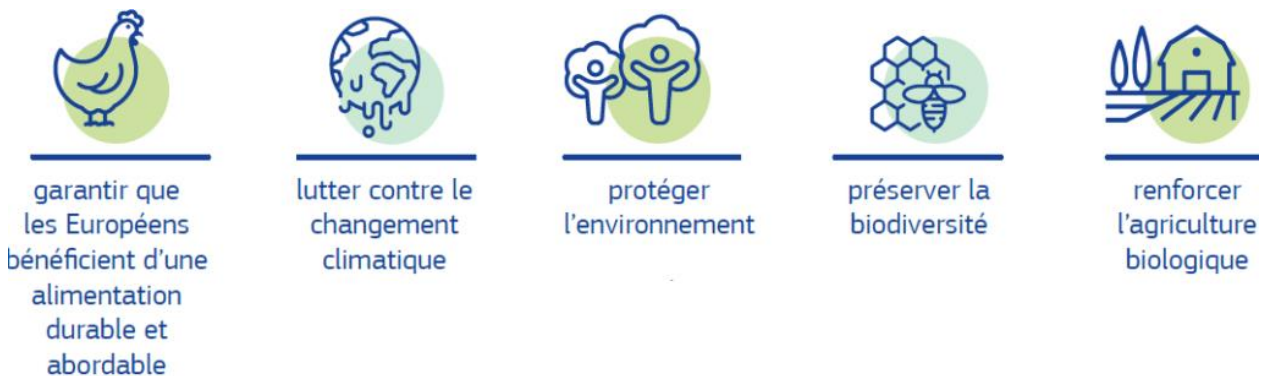 garantir que
les Européens
bénéficient d'une
alimentation
durable et
abordable
lutter contre le
changement
climatique
protéger
l'environnement
préserver la
biodiversité
renforcer
l'agriculture
biologique